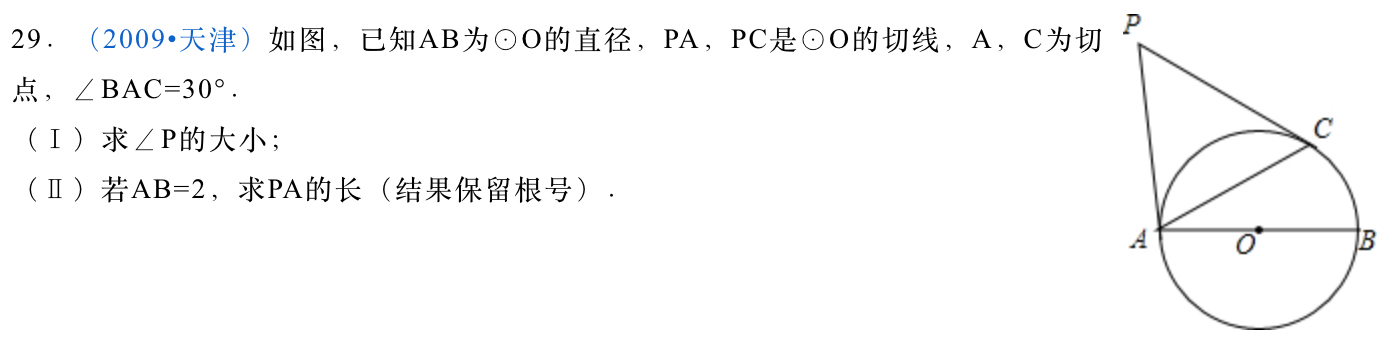 29. （2009•天津）如图，已知AB为⊙O的直径，PA，PC是⊙O的切线，A，C为切
点，∠BAC=30°.
（Ⅰ）求∠P的大小；
（Ⅱ）若AB=2，求PA的长（结果保留根号）.
P
C
A
O
B